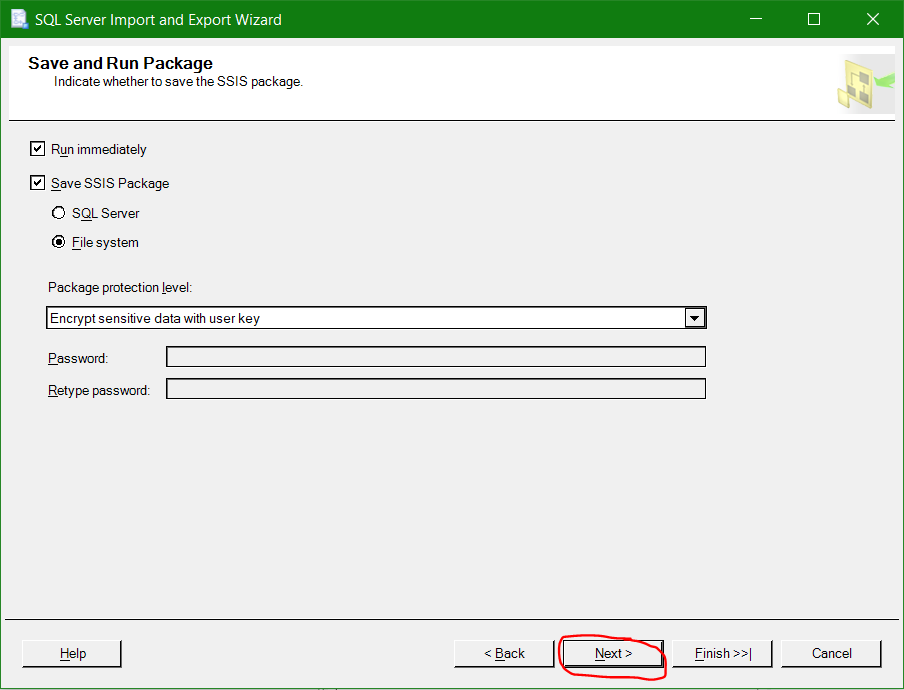 SQL Server Import and Export Wizard
Save and Run Package
Indicate whether to save the SSIS package.
Run immediately
Save SSIS Package
SQL Server
File system
Package protection level:
Encrypt sensitive data with user key
Password:
Retype password:
Help
< Back
Next >
Finish >>|
Cancel